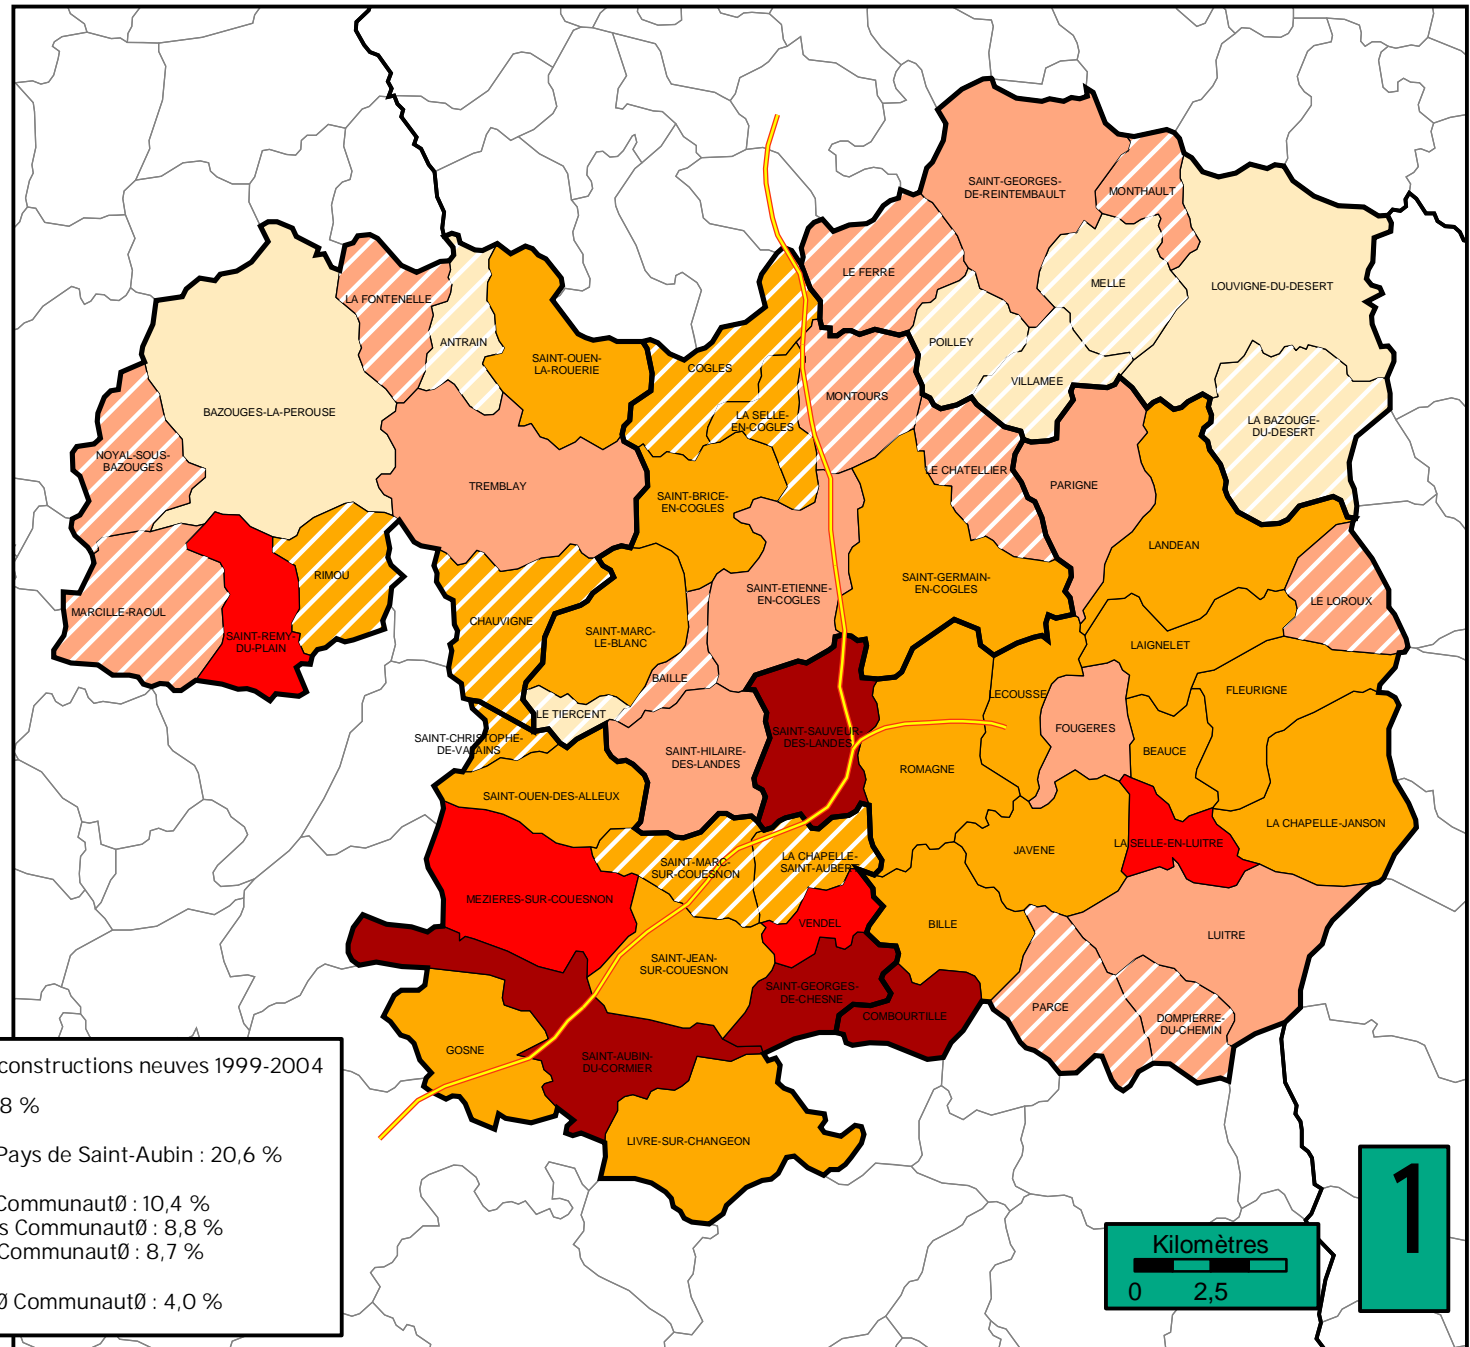 SAINT-GEORGES-
DE-REINTEMBAULT
MONTHAULT
LE FERRE
MELLE
LOUVIGNE-DU-DESERT
LA FONTENELLE
ANTRAIN
SAINT-OUEN-
LA-ROUERIE
COGLES
POILLEY
VILLAMEE
MONTOURS
BAZOUGES-LA-PEROUSE
LA SELLE-
EN-COGLES
LA BAZOUGE-
DU-DESERT
NOYAL-SOUS-
BAZOUGES
LE CHATELLIER
TREMBLAY
PARIGNE
SAINT-BRICE-
EN-COGLES
LANDEAN
RIMOU
SAINT-ETIENNE-
EN-COGLES
SAINT-GERMAIN-
EN-COGLES
LE LOROUX
MARCILLE-RAOUL
CHAUVIGNE
SAINT-REMY-
DU-PLAIN
SAINT-MARC-
LE-BLANC
LAIGNELET
BAILLE
LECOUSSE
FLEURIGNE
LE TIERCENT
SAINT-CHRISTOPHE-
DE-VALAINS
SAINT-SAUVEUR-
DES-LANDES
FOUGERES
SAINT-HILAIRE-
DES-LANDES
BEAUCE
ROMAGNE
SAINT-OUEN-DES-ALLEUX
LA CHAPELLE-JANSON
LA SELLE-EN-LUITRE
JAVENE
SAINT-MARC-
SUR-COUESNON
LA CHAPELLE-
SAINT-AUBERT
MEZIERES-SUR-COUESNON
VENDEL
BILLE
LUITRE
SAINT-JEAN-
SUR-COUESNON
SAINT-GEORGES-
DE-CHESNE
PARCE
COMBOURTILLE
DOMPIERRE-
DU-CHEMIN
GOSNE
SAINT-AUBIN-
DU-CORMIER
LIVRE-SUR-CHANGEON
constructions neuves 1999-2004
8 %
Pays de Saint-Aubin : 20,6 %
CommunautØ : 10,4 %
s CommunautØ : 8,8 %
CommunautØ : 8,7 %
Ø CommunautØ : 4,0 %
Kilomètres
0 2,5
1